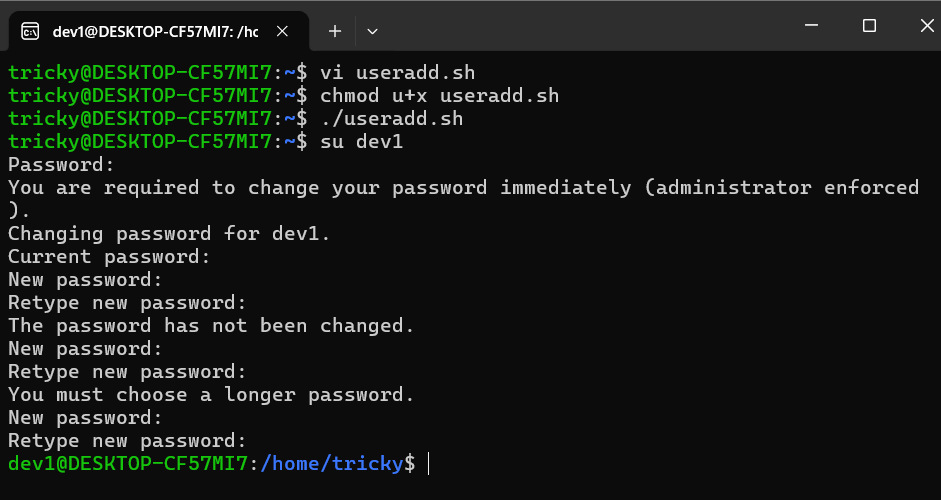 dev1@DESKTOP-CF57MI7: /ho
tricky@DESKTOP-CF57MI7:~$ vi useradd.sh
tricky@DESKTOP-CF57MI7:~$ chmod u+x useradd.sh
tricky@DESKTOP-CF57MI7:~$ ./useradd.sh
tricky@DESKTOP-CF57MI7:~$ su dev1
Password:
You are required to change your password immediately (administrator enforced
).
Changing password for dev1.
Current password:
New password:
Retype new password:
The password has not been changed.
New password:
Retype new password:
You must choose a longer password.
New password:
Retype new password:
dev1@DESKTOP-CF57MI7:/home/tricky$